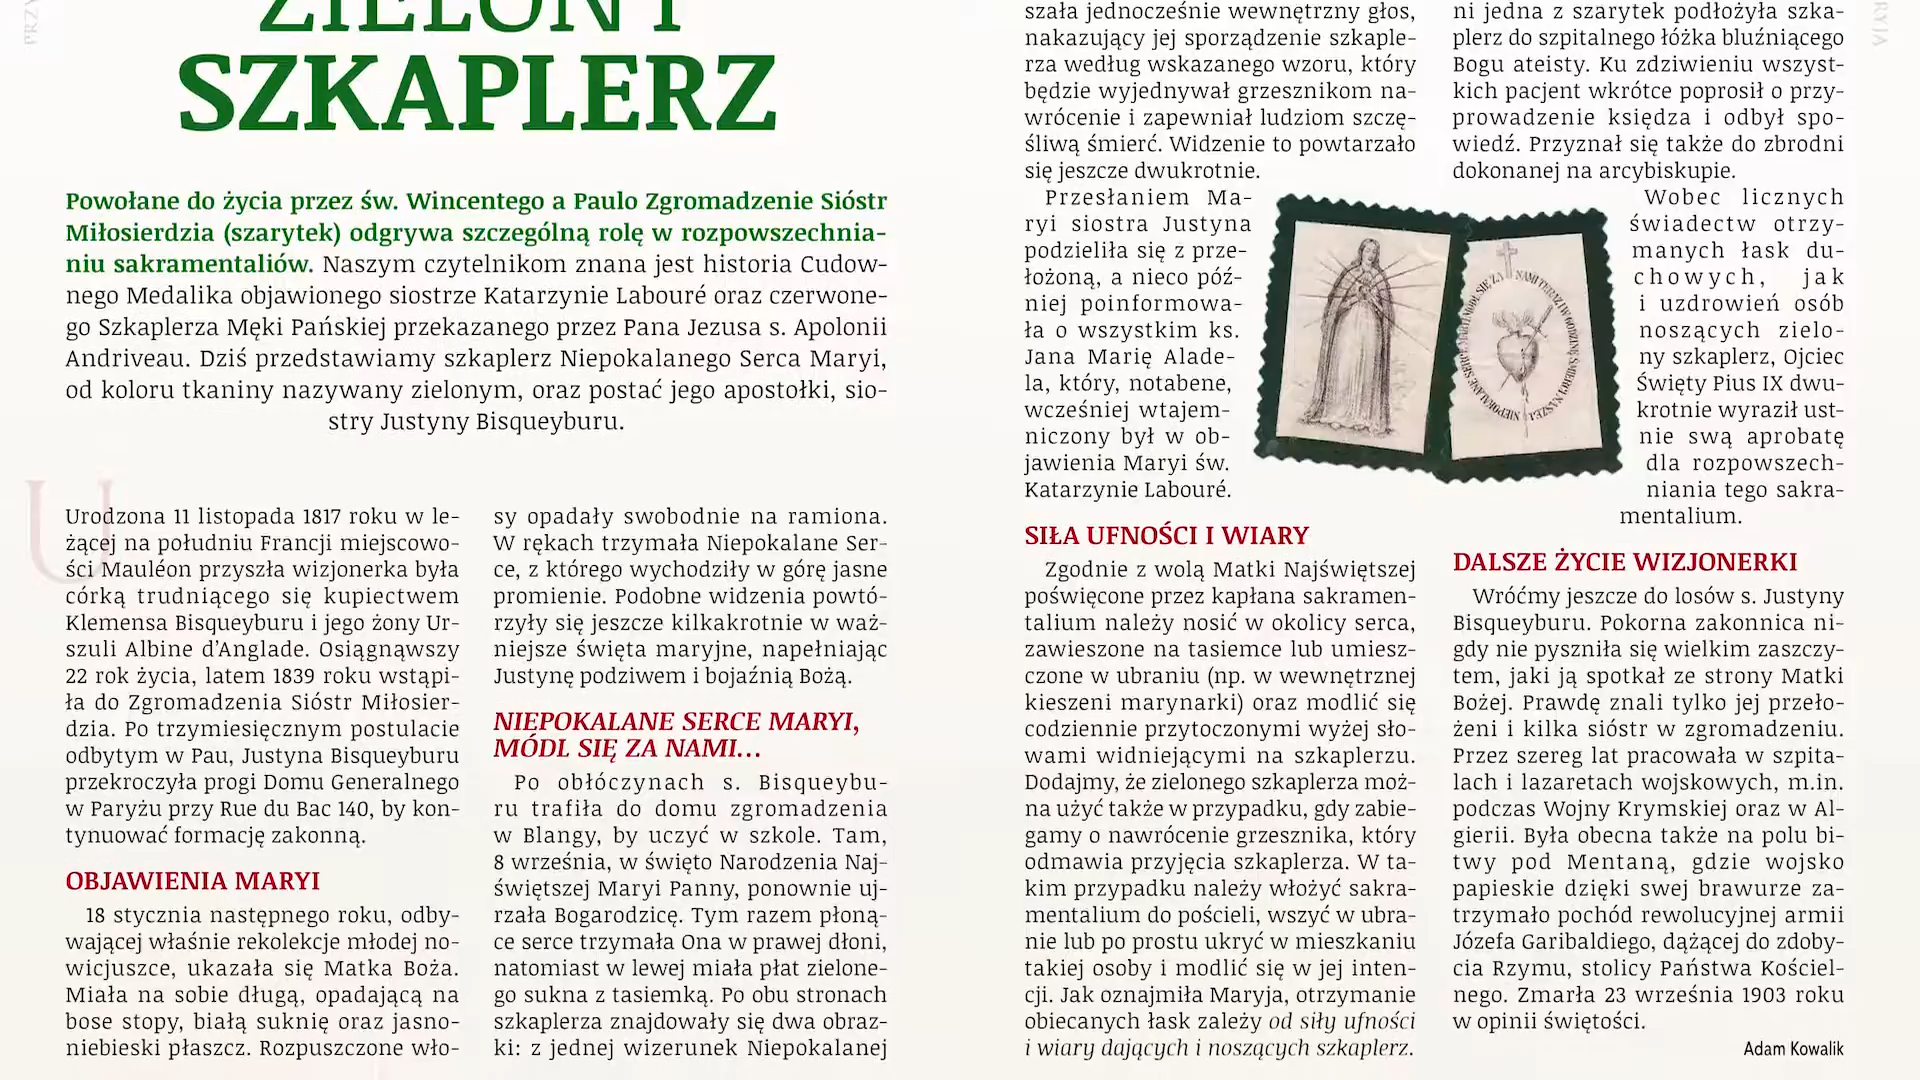 ZIELONY
SZKAPLERZ
Powołane do życia przez św. Wincentego a Paulo Zgromadzenie Sióstr
Miłosierdzia (szarytek) odgrywa szczególną rolę w rozpowszechnia-
niu sakramentaliów. Naszym czytelnikom znana jest historia Cudow-
nego Medalika objawionego siostrze Katarzynie Labouré oraz czerwone-
go Szkaplerza Męki Pańskiej przekazanego przez Pana Jezusa s. Apolonii
Andriveau. Dziś przedstawiamy szkaplerz Niepokalanego Serca Maryi,
od koloru tkaniny nazywany zielonym, oraz postać jego apostołki, sio-
stry Justyny Bisqueyburu.
Urodzona 11 listopada 1817 roku w le-
żącej na południu Francji miejscowo-
ści Mauléon przyszła wizjonerka była
córką trudniącego się kupiectwem
Klemensa Bisqueyburu i jego żony Ur-
szuli Albine d’Anglade. Osiągnąwszy
22 rok życia, latem 1839 roku wstąpi-
ła do Zgromadzenia Sióstr Miłosier-
dzia. Po trzymiesięcznym postulacie
odbytym w Pau, Justyna Bisqueyburu
przekroczyła progi Domu Generalnego
w Paryżu przy Rue du Bac 140, by kon-
tynuować formację zakonną.
OBJAWIENIA MARYI
18 stycznia następnego roku, odby-
wającej właśnie rekolekcje młodej no-
wicjuszce, ukazała się Matka Boża.
Miała na sobie długą, opadającą na
bose stopy, białą suknię oraz jasno-
niebieski płaszcz. Rozpuszczone wło-
sy opadały swobodnie na ramiona.
W rękach trzymała Niepokalane Ser-
ce, z którego wychodziły w górę jasne
promienie. Podobne widzenia powtó-
rzyły się jeszcze kilkakrotnie w waż-
niejsze święta maryjne, napełniając
Justynę podziwem i bojaźnią Bożą.
NIEPOKALANE SERCE MARYI,
MÓDL SIĘ ZA NAMI…
Po obłóczynach s. Bisqueybu-
ru trafiła do domu zgromadzenia
w Blangy, by uczyć w szkole. Tam,
8 września, w święto Narodzenia Naj-
świętszej Maryi Panny, ponownie uj-
rzała Bogarodzicę. Tym razem płoną-
ce serce trzymała Ona w prawej dłoni,
natomiast w lewej miała płat zielone-
go sukna z tasiemką. Po obu stronach
szkaplerza znajdowały się dwa obraz-
ki: z jednej wizerunek Niepokalanej
szała jednocześnie wewnętrzny głos,
nakazujący jej sporządzenie szkaple-
rza według wskazanego wzoru, który
będzie wyjednywał grzesznikom na-
wrócenie i zapewniał ludziom szczę-
śliwą śmierć. Widzenie to powtarzało
się jeszcze dwukrotnie.
Przesłaniem Ma-
ryi siostra Justyna
podzieliła się z prze-
łożoną, a nieco póź-
niej poinformowa-
ła o wszystkim ks.
Jana Marię Alade-
la, który, notabene,
wcześniej wtajem-
niczony był w ob-
jawienia Maryi św.
Katarzynie Labouré.
SIŁA UFNOŚCI I WIARY
Zgodnie z wolą Matki Najświętszej
poświęcone przez kapłana sakramen-
talium należy nosić w okolicy serca,
zawieszone na tasiemce lub umiesz-
czone w ubraniu (np. w wewnętrznej
kieszeni marynarki) oraz modlić się
codziennie przytoczonymi wyżej sło-
wami widniejącymi na szkaplerzu.
Dodajmy, że zielonego szkaplerza moż-
na użyć także w przypadku, gdy zabie-
gamy o nawrócenie grzesznika, który
odmawia przyjęcia szkaplerza. W ta-
kim przypadku należy włożyć sakra-
mentalium do pościeli, wszyć w ubra-
nie lub po prostu ukryć w mieszkaniu
takiej osoby i modlić się w jej inten-
cji. Jak oznajmiła Maryja, otrzymanie
obiecanych łask zależy od siły ufności
i wiary dających i noszących szkaplerz.
ni jedna z szarytek podłożyła szka-
plerz do szpitalnego łóżka bluźniącego
Bogu ateisty. Ku zdziwieniu wszyst-
kich pacjent wkrótce poprosił o przy-
prowadzenie księdza i odbył spo-
wiedź. Przyznał się także do zbrodni
dokonanej na arcybiskupie.
Wobec licznych
świadectw otrzy-
manych łask du-
chowych, jak
i uzdrowień osób
noszących zielo-
ny szkaplerz, Ojciec
Święty Pius IX dwu-
krotnie wyraził ust-
nie swą aprobatę
dla rozpowszech-
niania tego sakra-
mentalium.
DALSZE ŻYCIE WIZJONERKI
Wróćmy jeszcze do losów s. Justyny
Bisqueyburu. Pokorna zakonnica ni-
gdy nie pyszniła się wielkim zaszczy-
tem, jaki ją spotkał ze strony Matki
Bożej. Prawdę znali tylko jej przeło-
żeni i kilka sióstr w zgromadzeniu.
Przez szereg lat pracowała w szpita-
lach i lazaretach wojskowych, m.in.
podczas Wojny Krymskiej oraz w Al-
gierii. Była obecna także na polu bi-
twy pod Mentaną, gdzie wojsko
papieskie dzięki swej brawurze za-
trzymało pochód rewolucyjnej armii
Józefa Garibaldiego, dążącej do zdoby-
cia Rzymu, stolicy Państwa Kościel-
nego. Zmarła 23 września 1903 roku
w opinii świętości.
Adam Kowalik